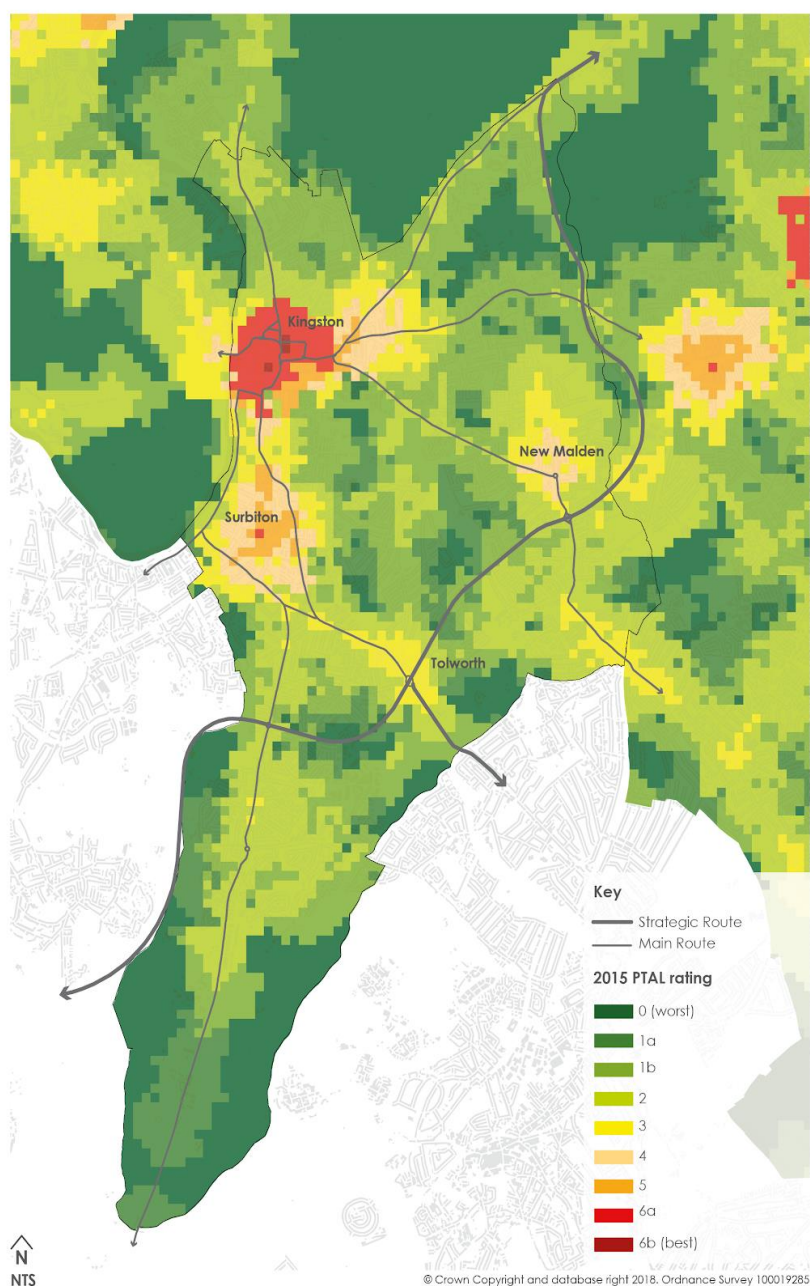 Kingston
New Malden
Surbiton
Tolworth
Key
Strategic Route
Main Route
2015 PTAL rating
0 (worst)
1a
1b
2
3
4
5
6a
6b (best)
N
NTS
© Crown Copyright and database right 2018. Ordnance Survey 100019285